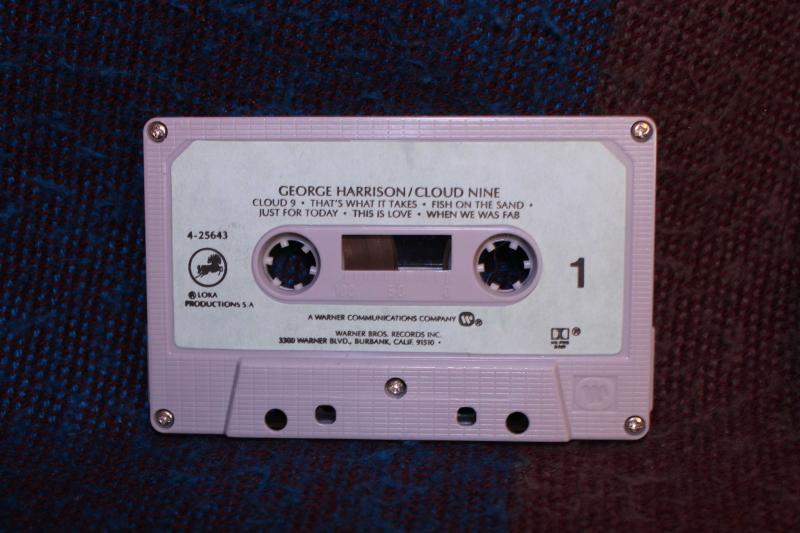 GEORGE HARRISON/CLOUD NINE
CLOUD 9 • THAT'S WHAT IT TAKES • FISH ON THE SAND •
JUST FOR TODAY • THIS IS LOVE • WHEN WE WAS FAB
4-25643
1
℗ LOKA
PRODUCTIONS S.A
A WARNER COMMUNICATIONS COMPANY W ®
WARNER BROS. RECORDS INC.
3300 WARNER BLVD., BURBANK, CALIF. 91510 •
®